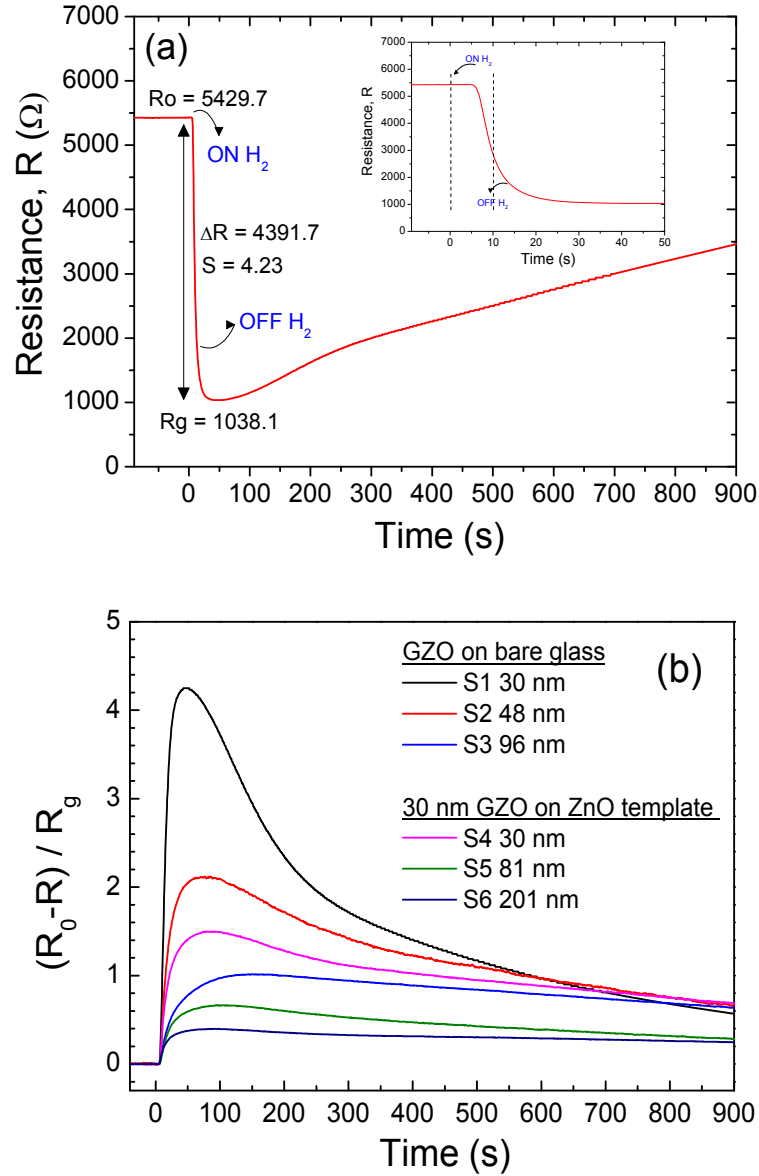 (a)
Ro = 5429.7
ON H₂
ΔR = 4391.7
S = 4.23
OFF H₂
Rg = 1038.1
Resistance, R (Ω)
7000
6000
5000
4000
3000
2000
1000
0
0 100 200 300 400 500 600 700 800 900
Time (s)
ON H₂
OFF H₂
Resistance, R
7000
6000
5000
4000
3000
2000
1000
0
0 10 20 30 40 50
Time (s)
(b)
GZO on bare glass
S1 30 nm
S2 48 nm
S3 96 nm
30 nm GZO on ZnO template
S4 30 nm
S5 81 nm
S6 201 nm
(R₀-R) / R_g
5
4
3
2
1
0
0 100 200 300 400 500 600 700 800 900
Time (s)